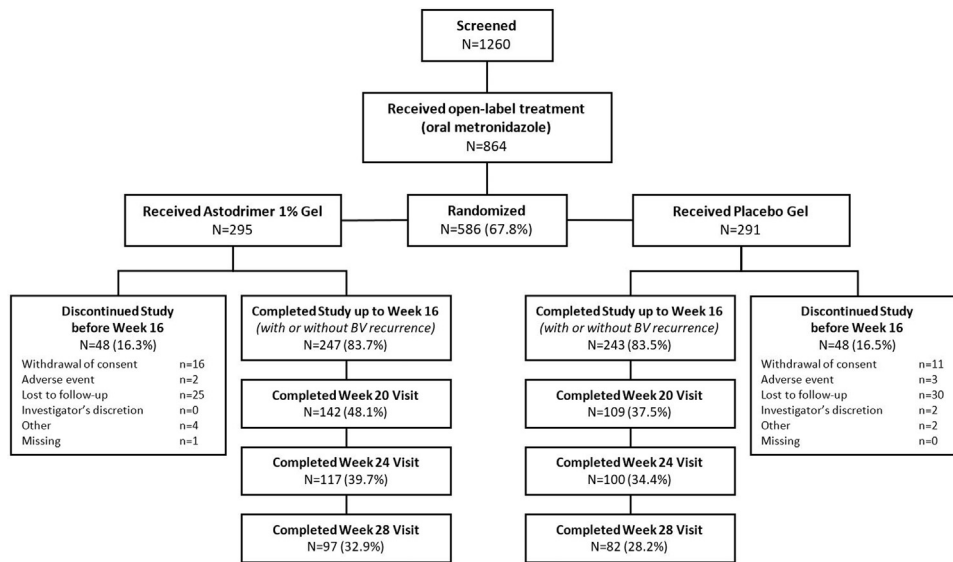 Screened
N=1260
Received open-label treatment
(oral metronidazole)
N=864
Received Astodrimer 1% Gel
N=295
Randomized
N=586 (67.8%)
Received Placebo Gel
N=291
Discontinued Study
before Week 16
N=48 (16.3%)
Withdrawal of consent n=16
Adverse event n=2
Lost to follow-up n=25
Investigator's discretion n=0
Other n=4
Missing n=1
Completed Study up to Week 16
(with or without BV recurrence)
N=247 (83.7%)
Completed Week 20 Visit
N=142 (48.1%)
Completed Week 24 Visit
N=117 (39.7%)
Completed Week 28 Visit
N=97 (32.9%)
Completed Study up to Week 16
(with or without BV recurrence)
N=243 (83.5%)
Completed Week 20 Visit
N=109 (37.5%)
Completed Week 24 Visit
N=100 (34.4%)
Completed Week 28 Visit
N=82 (28.2%)
Discontinued Study
before Week 16
N=48 (16.5%)
Withdrawal of consent n=11
Adverse event n=3
Lost to follow-up n=30
Investigator's discretion n=2
Other n=2
Missing n=0